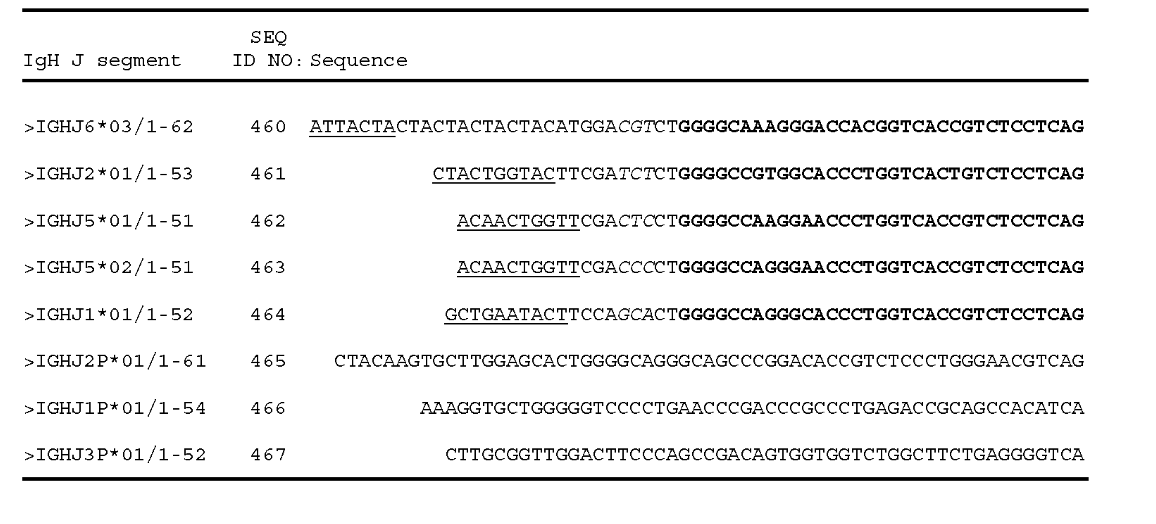 SEQ
IgH J segment ID NO: Sequence
>IGHJ6*03/1-62 460 ATTACTACTACTACTACTACATGGACGTCTGGGGCAAAGGGACCACGGTCACCGTCTCCTCAG
>IGHJ2*01/1-53 461 CTACTGGTACTTCGATCTCTGGGGCCGTGGCACCCTGGTCACTGTCTCCTCAG
>IGHJ5*01/1-51 462 ACAACTGGTTCGACTCCTGGGGCCAAGGAACCCTGGTCACCGTCTCCTCAG
>IGHJ5*02/1-51 463 ACAACTGGTTCGACCCCTGGGGCCAGGGAACCCTGGTCACCGTCTCCTCAG
>IGHJ1*01/1-52 464 GCTGAATACTTCCAGCACTGGGGCCAGGGCACCCTGGTCACCGTCTCCTCAG
>IGHJ2P*01/1-61 465 CTACAAGTGCTTGGAGCACTGGGGCAGGGCAGCCCGGACACCGTCTCCCTGGGAACGTCAG
>IGHJ1P*01/1-54 466 AAAGGTGCTGGGGGTCCCCTGAACCCGACCCGCCCTGAGACCGCAGCCACATCA
>IGHJ3P*01/1-52 467 CTTGCGGTTGGACTTCCCAGCCGACAGTGGTGGTCTGGCTTCTGAGGGGTCA